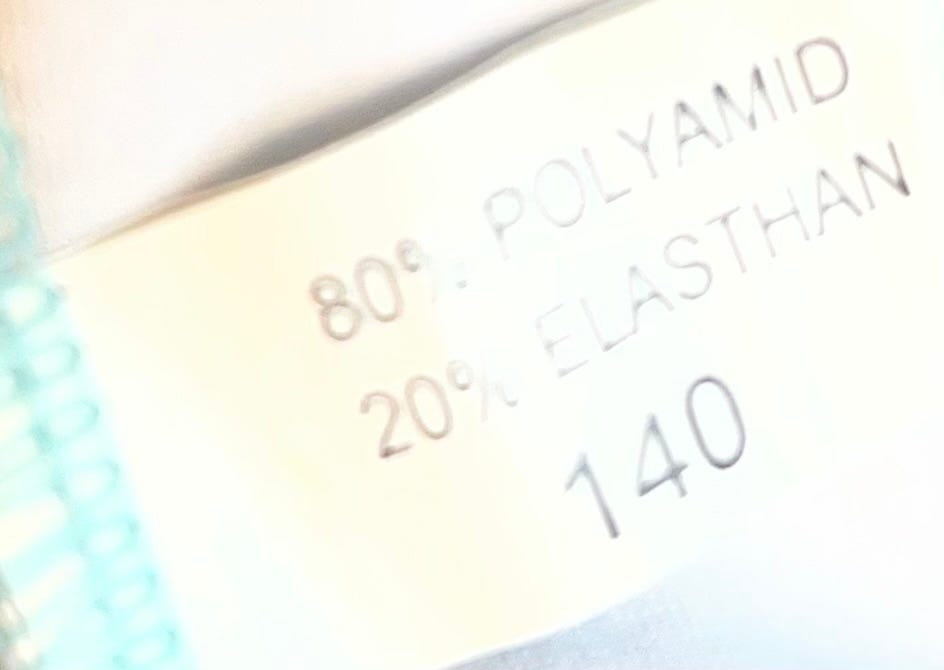 80% POLYAMID
20% ELASTHAN
140